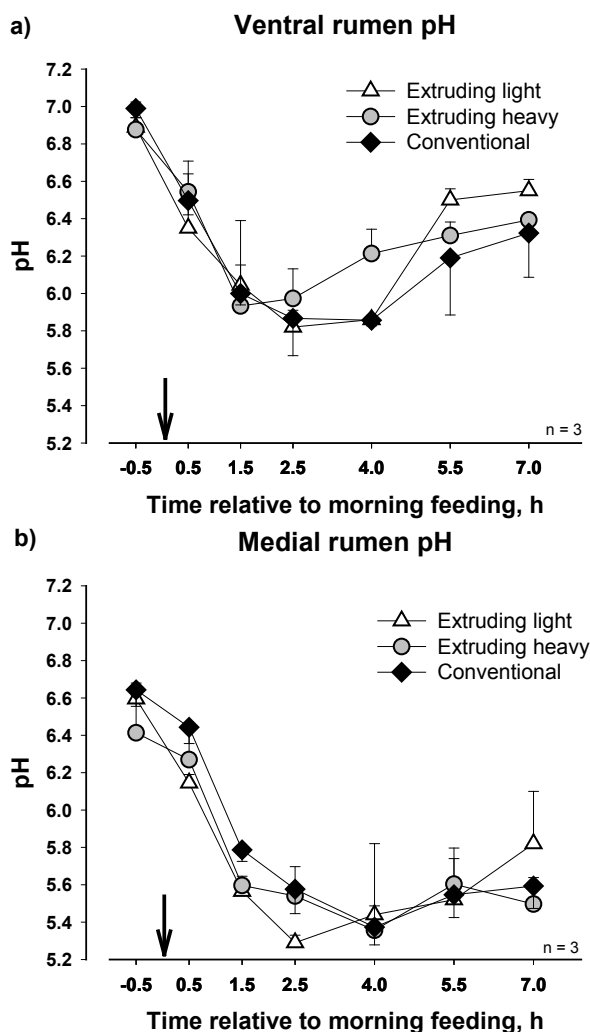 a)
Ventral rumen pH
7.2
7.0
6.8
6.6
6.4
6.2
6.0
5.8
5.6
5.4
5.2
pH
Extruding light
Extruding heavy
Conventional
n = 3
-0.5 0.5 1.5 2.5 4.0 5.5 7.0
Time relative to morning feeding, h
b)
Medial rumen pH
7.2
7.0
6.8
6.6
6.4
6.2
6.0
5.8
5.6
5.4
5.2
pH
Extruding light
Extruding heavy
Conventional
n = 3
-0.5 0.5 1.5 2.5 4.0 5.5 7.0
Time relative to morning feeding, h